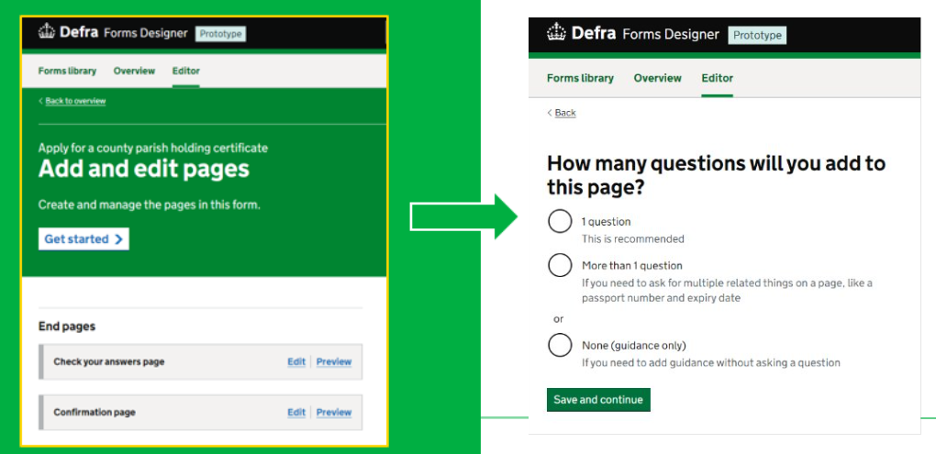 Defra Forms Designer Prototype
Forms library Overview Editor
< Back to overview
Apply for a county parish holding certificate
Add and edit pages
Create and manage the pages in this form.
Get started >
End pages
Check your answers page Edit Preview
Confirmation page Edit Preview
Defra Forms Designer Prototype
Forms library Overview Editor
< Back
How many questions will you add to
this page?
1 question
This is recommended
More than 1 question
If you need to ask for multiple related things on a page, like a
passport number and expiry date
or
None (guidance only)
If you need to add guidance without asking a question
Save and continue